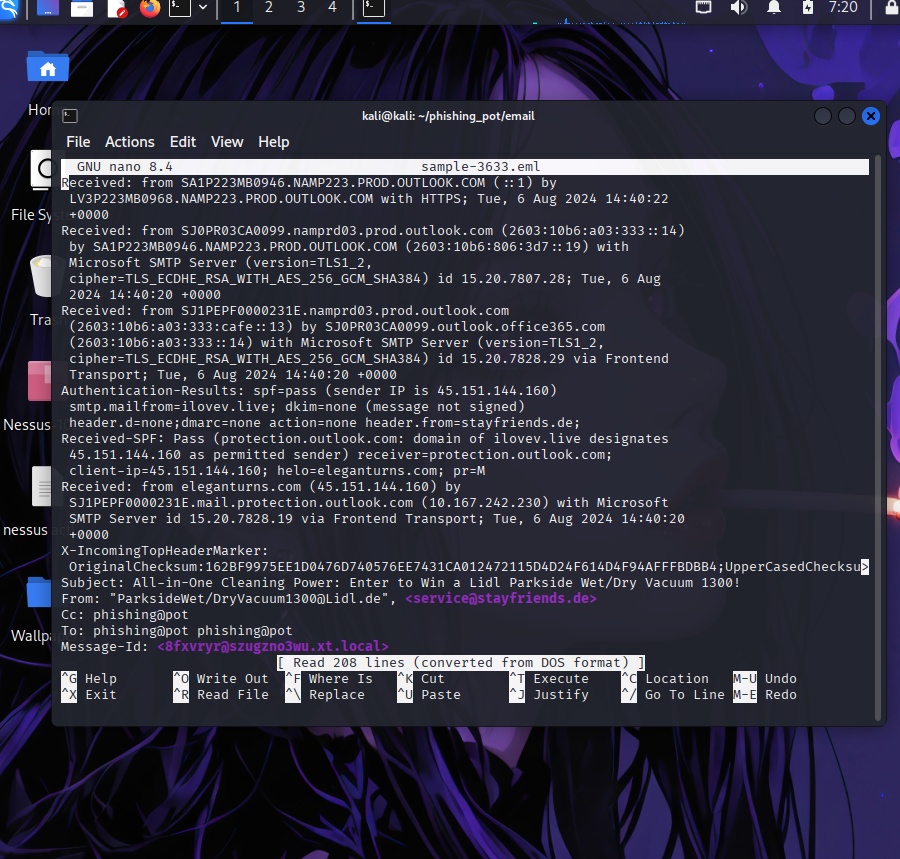 1 2 3 4 7:20
Home
File Sys
Tra
Nessus
nessus a
Wallpa
kali@kali: ~/phishing_pot/email
File Actions Edit View Help
GNU nano 8.4 sample-3633.eml
Received: from SA1P223MB0946.NAMP223.PROD.OUTLOOK.COM (::1) by
LV3P223MB0968.NAMP223.PROD.OUTLOOK.COM with HTTPS; Tue, 6 Aug 2024 14:40:22
+0000
Received: from SJ0PR03CA0099.namprd03.prod.outlook.com (2603:10b6:a03:333::14)
by SA1P223MB0946.NAMP223.PROD.OUTLOOK.COM (2603:10b6:806:3d7::19) with
Microsoft SMTP Server (version=TLS1_2,
cipher=TLS_ECDHE_RSA_WITH_AES_256_GCM_SHA384) id 15.20.7807.28; Tue, 6 Aug
2024 14:40:20 +0000
Received: from SJ1PEPF0000231E.namprd03.prod.outlook.com
(2603:10b6:a03:333:cafe::13) by SJ0PR03CA0099.outlook.office365.com
(2603:10b6:a03:333::14) with Microsoft SMTP Server (version=TLS1_2,
cipher=TLS_ECDHE_RSA_WITH_AES_256_GCM_SHA384) id 15.20.7828.29 via Frontend
Transport; Tue, 6 Aug 2024 14:40:20 +0000
Authentication-Results: spf=pass (sender IP is 45.151.144.160)
smtp.mailfrom=ilovev.live; dkim=none (message not signed)
header.d=none;dmarc=none action=none header.from=stayfriends.de;
Received-SPF: Pass (protection.outlook.com: domain of ilovev.live designates
45.151.144.160 as permitted sender) receiver=protection.outlook.com;
client-ip=45.151.144.160; helo=eleganturns.com; pr=M
Received: from eleganturns.com (45.151.144.160) by
SJ1PEPF0000231E.mail.protection.outlook.com (10.167.242.230) with Microsoft
SMTP Server id 15.20.7828.19 via Frontend Transport; Tue, 6 Aug 2024 14:40:20
+0000
X-IncomingTopHeaderMarker:
OriginalChecksum:162BF9975EE1D0476D740576EE7431CA012472115D4D24F614D4F94AFFFBDBB4;UpperCasedChecksu>
Subject: All-in-One Cleaning Power: Enter to Win a Lidl Parkside Wet/Dry Vacuum 1300!
From: "ParksideWet/DryVacuum1300@Lidl.de", <service@stayfriends.de>
Cc: phishing@pot
To: phishing@pot phishing@pot
Message-Id: <8fxvryr@szugzno3wu.xt.local>
[ Read 208 lines (converted from DOS format) ]
^G Help ^O Write Out ^F Where Is ^K Cut ^T Execute ^C Location M-U Undo
^X Exit ^R Read File ^\ Replace ^U Paste ^J Justify ^/ Go To Line M-E Redo